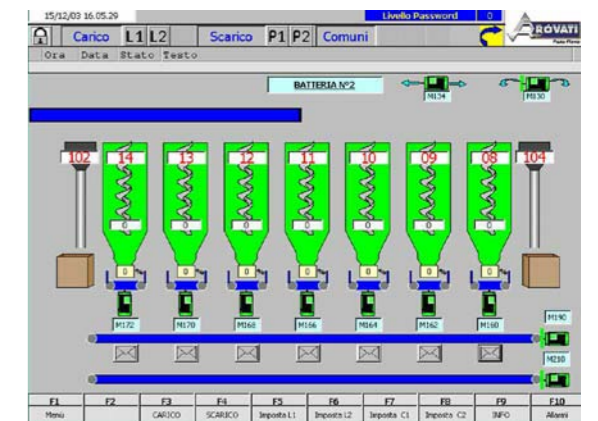 15/12/03 16.05.29 Livello Password 0
Carico L1 L2 Scarico P1 P2 Comuni PROVATI
Ora Data Stato Testo
BATTERIA N°2
M134 M130
102 14 13 12 11 10 09 08 104
0 0 0 0 0 0 0
0 0 0 0 0 0 0
M172 M170 M168 M166 M164 M162 M160
M190
M210
F1 F2 F3 F4 F5 F6 F7 F8 F9 F10
Menù CARICO SCARICO Imposta L1 Imposta L2 Imposta C1 Imposta C2 INFO Allarmi